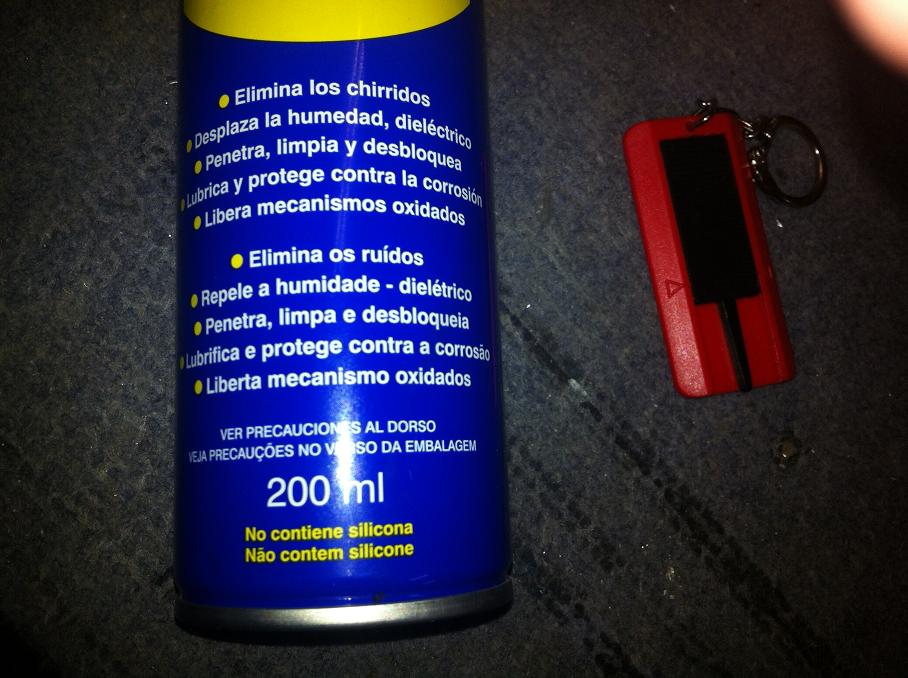 • Elimina los chirridos
• Desplaza la humedad, dieléctrico
• Penetra, limpia y desbloquea
• Lubrica y protege contra la corrosión
• Libera mecanismos oxidados
• Elimina os ruídos
• Repele a humidade - dielétrico
• Penetra, limpa e desbloqueia
• Lubrifica e protege contra a corrosão
• Liberta mecanismo oxidados
VER PRECAUCIONES AL DORSO
VEJA PRECAUÇÕES NO VERSO DA EMBALAGEM
200 ml
No contiene silicona
Não contem silicone